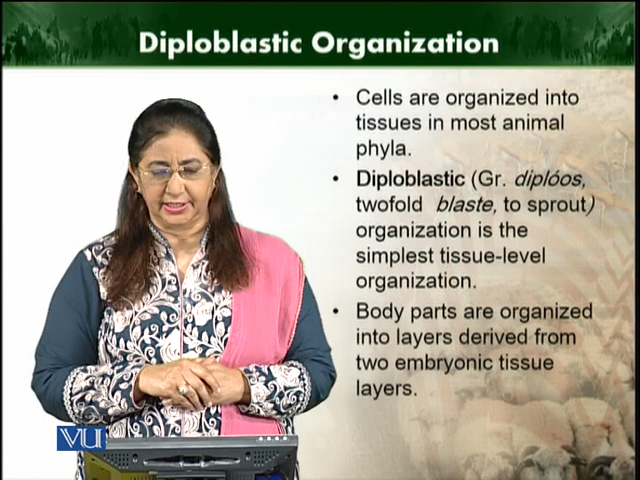 Diploblastic Organization
• Cells are organized into
tissues in most animal
phyla.
• Diploblastic (Gr. diplóos,
twofold blaste, to sprout)
organization is the
simplest tissue-level
organization.
• Body parts are organized
into layers derived from
two embryonic tissue
layers.
VU